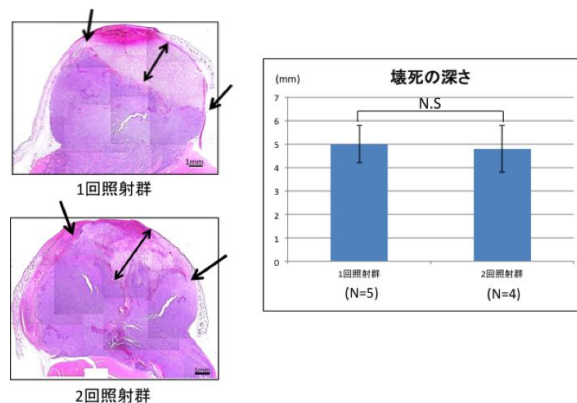 1mm
1回照射群
1mm
2回照射群
壊死の深さ
(mm)
N.S
7
6
5
4
3
2
1
0
1回照射群
2回照射群
(N=5)
(N=4)